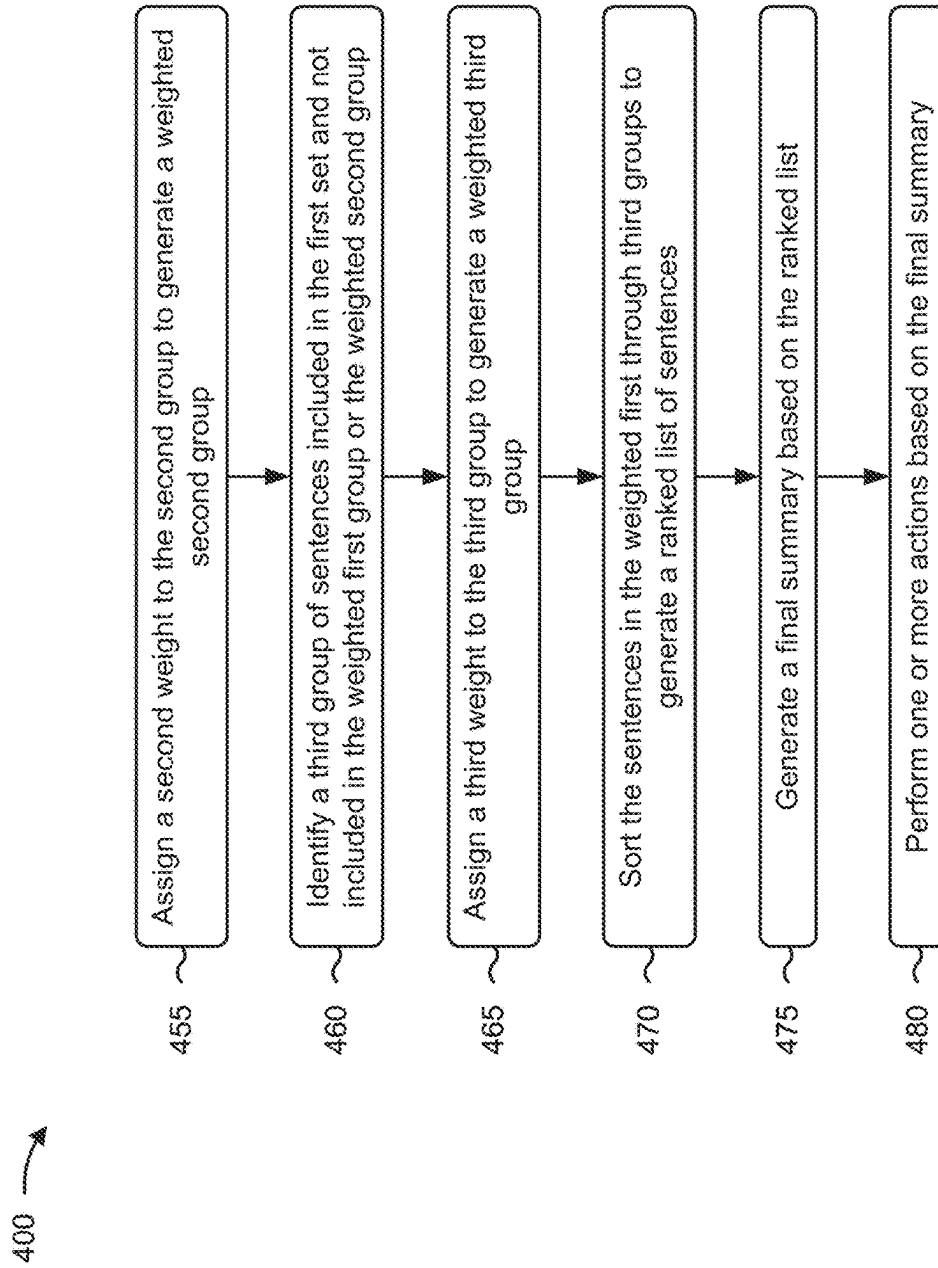 400
455
Assign a second weight to the second group to generate a weighted
second group
460
Identify a third group of sentences included in the first set and not
included in the weighted first group or the weighted second group
465
Assign a third weight to the third group to generate a weighted third
group
470
Sort the sentences in the weighted first through third groups to
generate a ranked list of sentences
475
Generate a final summary based on the ranked list
480
Perform one or more actions based on the final summary